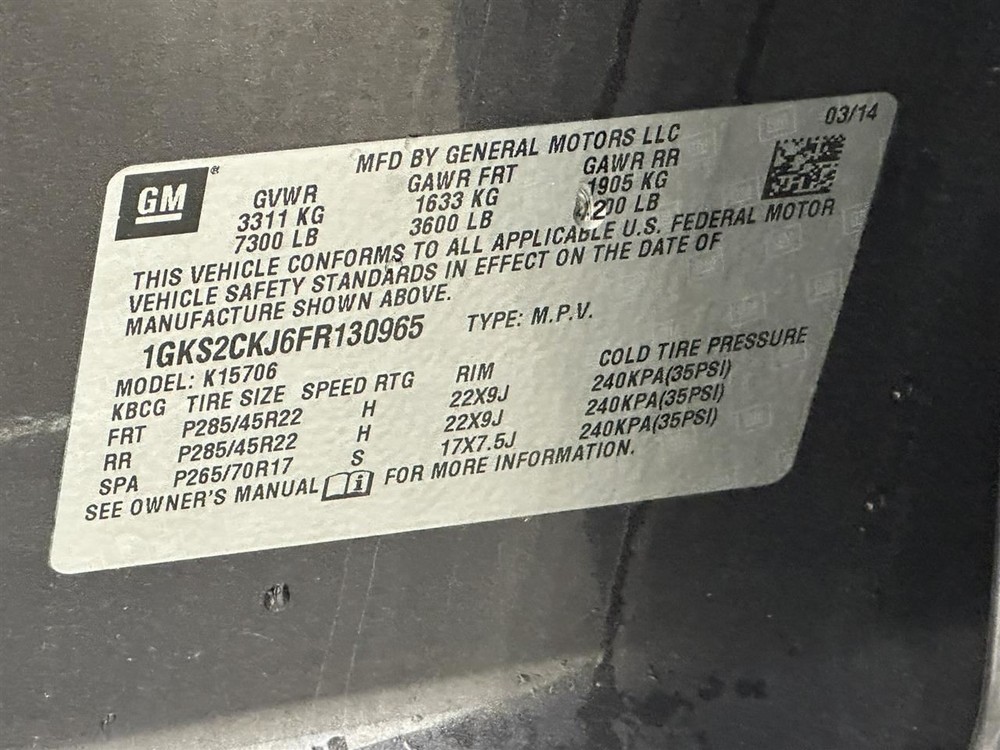 03/14
GM MFD BY GENERAL MOTORS LLC
GVWR GAWR FRT GAWR RR
3311 KG 1633 KG 1905 KG
7300 LB 3600 LB 200 LB
THIS VEHICLE CONFORMS TO ALL APPLICABLE U.S. FEDERAL MOTOR
VEHICLE SAFETY STANDARDS IN EFFECT ON THE DATE OF
MANUFACTURE SHOWN ABOVE.
1GKS2CKJ6FR130965 TYPE: M.P.V.
MODEL: K15706
KBCG TIRE SIZE SPEED RTG RIM COLD TIRE PRESSURE
FRT P285/45R22 H 22X9J 240KPA(35PSI)
RR P285/45R22 H 22X9J 240KPA(35PSI)
SPA P265/70R17 S 17X7.5J 240KPA(35PSI)
SEE OWNER'S MANUAL FOR MORE INFORMATION.